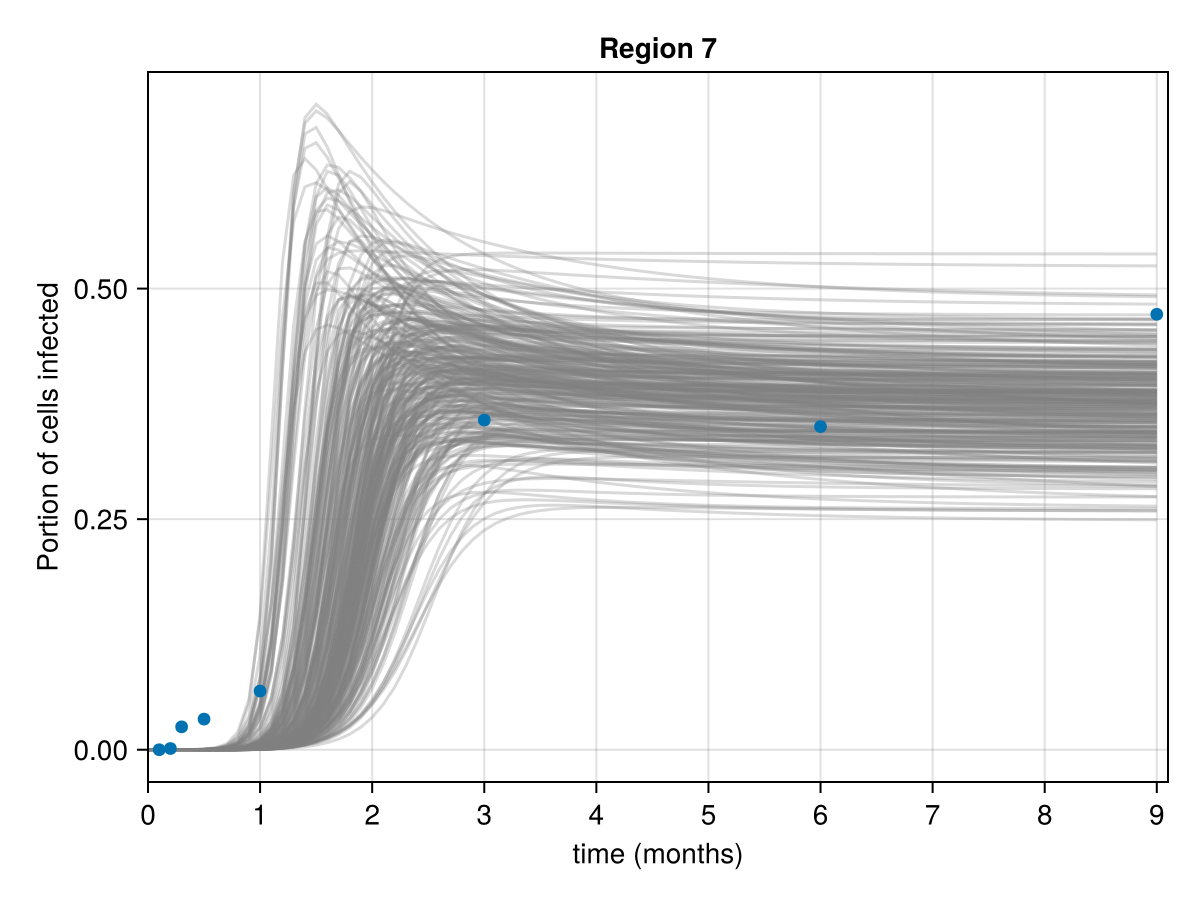 Region 7
Portion of cells infected
0.50
0.25
0.00
0 1 2 3 4 5 6 7 8 9
time (months)